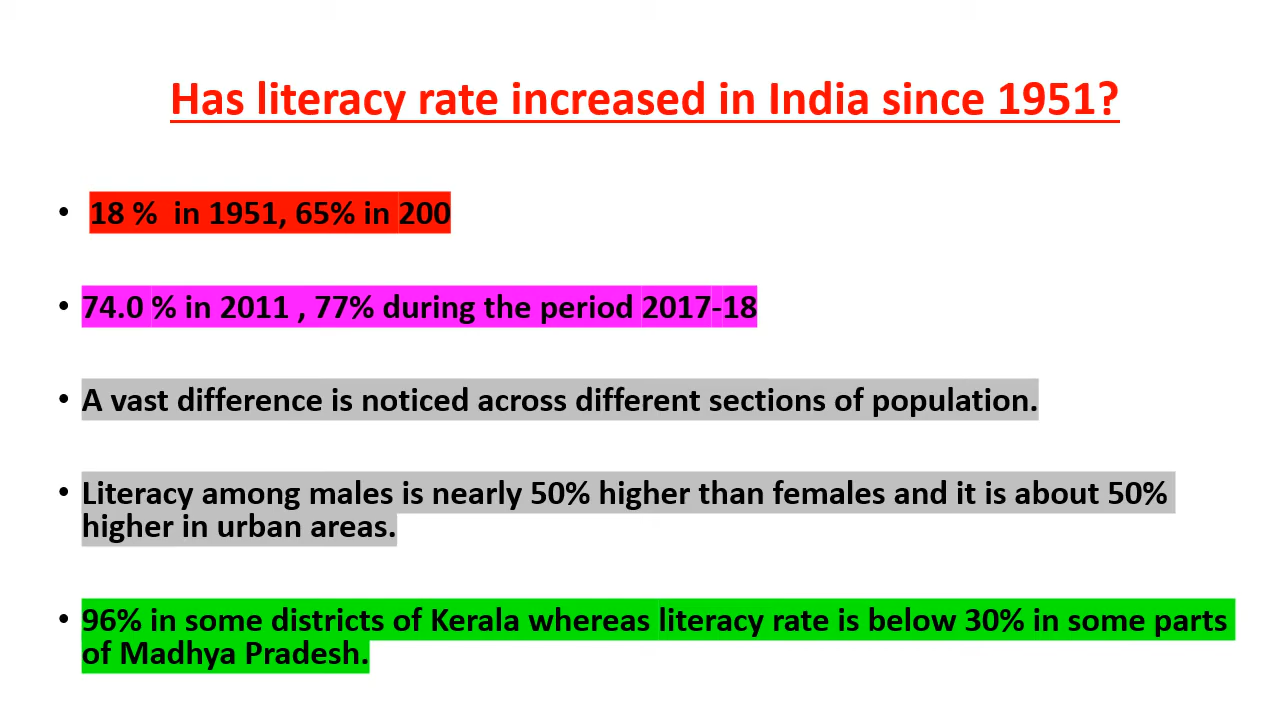 Has literacy rate increased in India since 1951?
• 18 %  in 1951, 65% in 200
• 74.0 % in 2011 , 77% during the period 2017-18
• A vast difference is noticed across different sections of population.
• Literacy among males is nearly 50% higher than females and it is about 50%
higher in urban areas.
• 96% in some districts of Kerala whereas literacy rate is below 30% in some parts
of Madhya Pradesh.